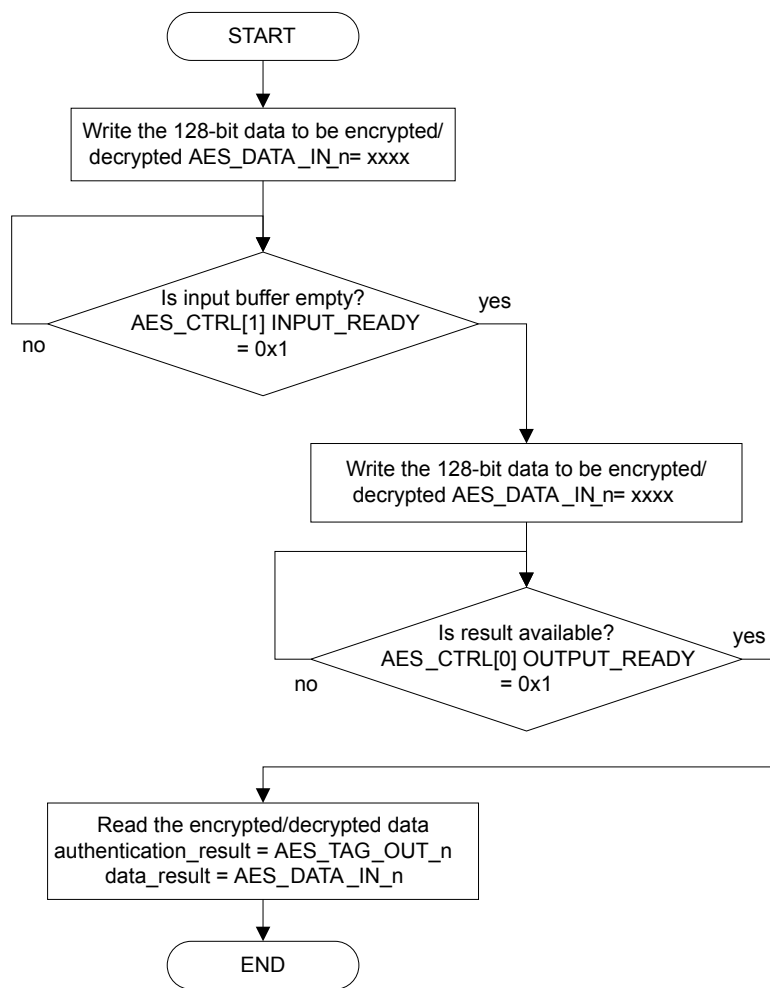 START
Write the 128-bit data to be encrypted/
decrypted AES_DATA_IN_n= xxxx
Is input buffer empty?
AES_CTRL[1] INPUT_READY
= 0x1
yes
no
Write the 128-bit data to be encrypted/
decrypted AES_DATA_IN_n= xxxx
Is result available?
AES_CTRL[0] OUTPUT_READY
= 0x1
yes
no
Read the encrypted/decrypted data
authentication_result = AES_TAG_OUT_n
data_result = AES_DATA_IN_n
END